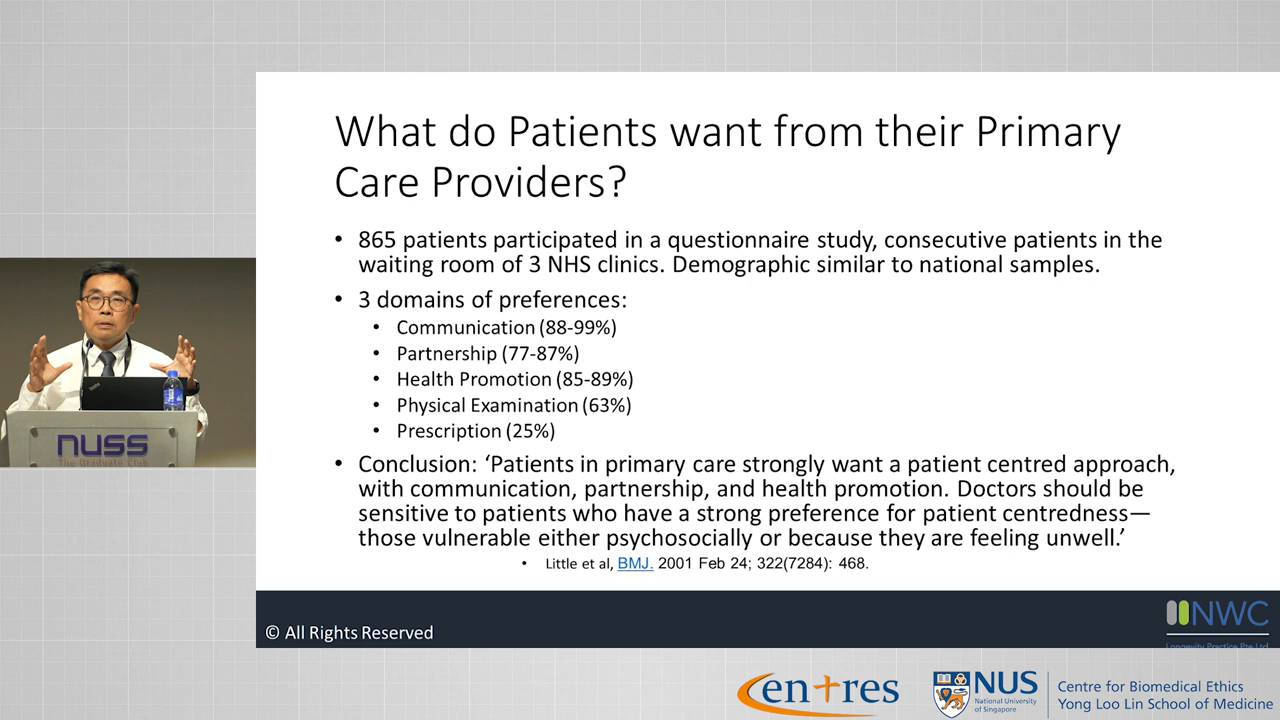 What do Patients want from their Primary
Care Providers?
• 865 patients participated in a questionnaire study, consecutive patients in the
waiting room of 3 NHS clinics. Demographic similar to national samples.
• 3 domains of preferences:
• Communication (88-99%)
• Partnership (77-87%)
• Health Promotion (85-89%)
• Physical Examination (63%)
• Prescription (25%)
• Conclusion: ‘Patients in primary care strongly want a patient centred approach,
with communication, partnership, and health promotion. Doctors should be
sensitive to patients who have a strong preference for patient centredness—
those vulnerable either psychosocially or because they are feeling unwell.’
• Little et al, BMJ. 2001 Feb 24; 322(7284): 468.
nuss
The Graduate Club
© All Rights Reserved
NWC
Longevity Practice Pte Ltd
Centres
NUS
National University
of Singapore
Centre for Biomedical Ethics
Yong Loo Lin School of Medicine